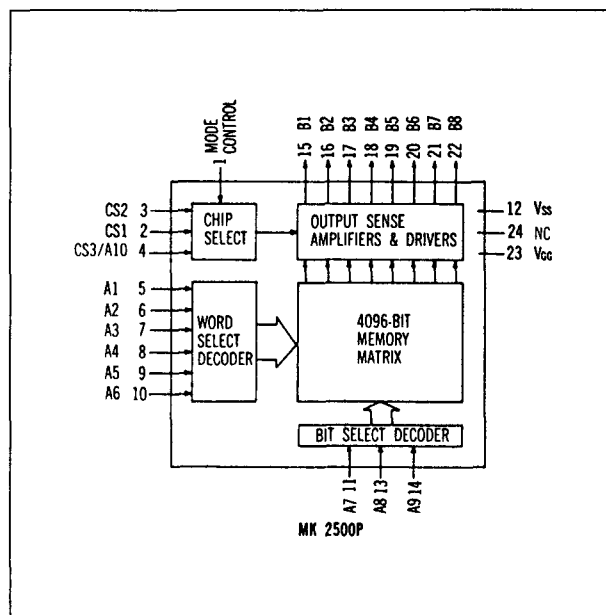 1 MODE CONTROL
15 B1
16 B2
17 B3
18 B4
19 B5
20 B6
21 B7
22 B8
CS2 3
CS1 2
CS3/A10 4
CHIP SELECT
OUTPUT SENSE AMPLIFIERS & DRIVERS
12 VSS
24 NC
23 VGG
A1 5
A2 6
A3 7
A4 8
A5 9
A6 10
WORD SELECT DECODER
4096-BIT MEMORY MATRIX
BIT SELECT DECODER
A7 11
A8 13
A9 14
MK 2500P